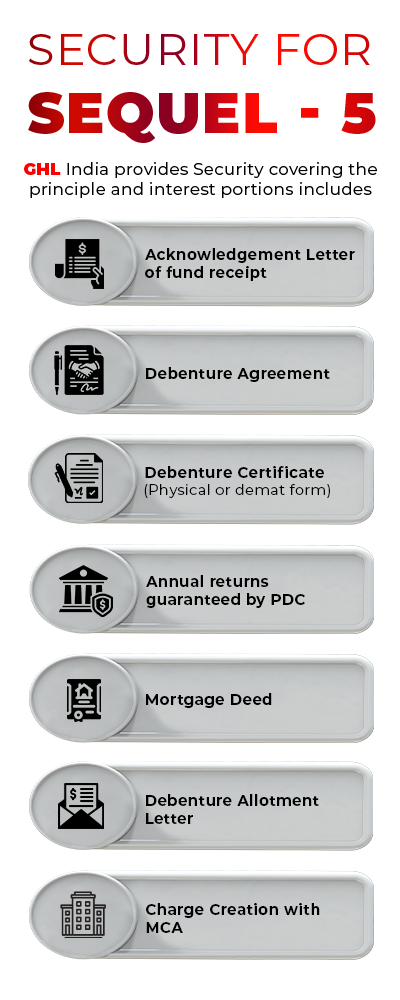 SECURITY FOR
SEQUEL - 5
GHL India provides Security covering the
principle and interest portions includes
$
Acknowledgement Letter
of fund receipt
Debenture Agreement
Debenture Certificate
(Physical or demat form)
$
Annual returns
guaranteed by PDC
Mortgage Deed
$
Debenture Allotment
Letter
Charge Creation with
MCA